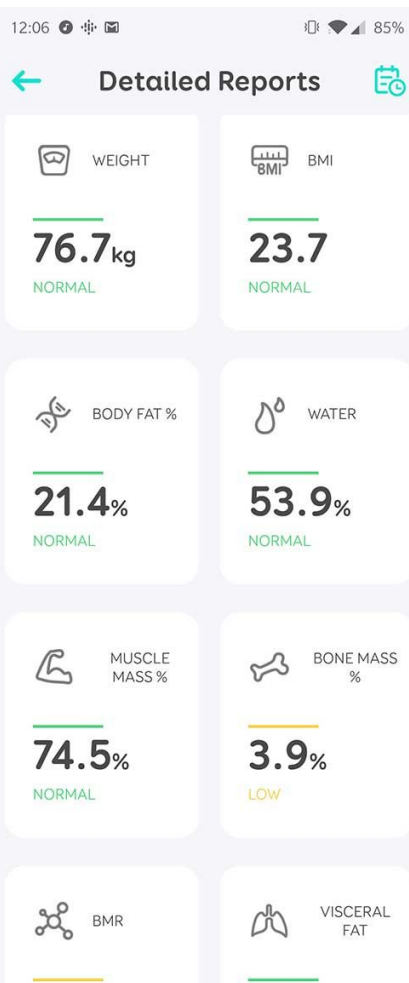 12:06
85%
Detailed Reports
WEIGHT
76.7kg
NORMAL
BMI
BMI
23.7
NORMAL
BODY FAT %
21.4%
NORMAL
WATER
53.9%
NORMAL
MUSCLE
MASS %
74.5%
NORMAL
BONE MASS
%
3.9%
LOW
BMR
VISCERAL
FAT